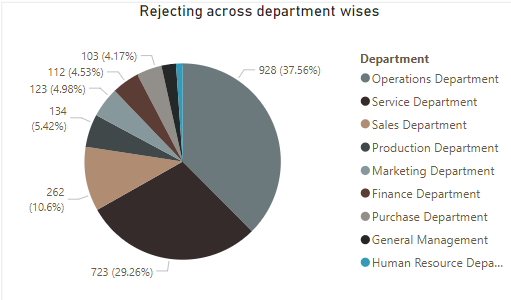 Rejecting across department wises
103 (4.17%)
112 (4.53%)
123 (4.98%)
134
(5.42%)
262
(10.6%)
723 (29.26%)
928 (37.56%)
Department
Operations Department
Service Department
Sales Department
Production Department
Marketing Department
Finance Department
Purchase Department
General Management
Human Resource Depa...